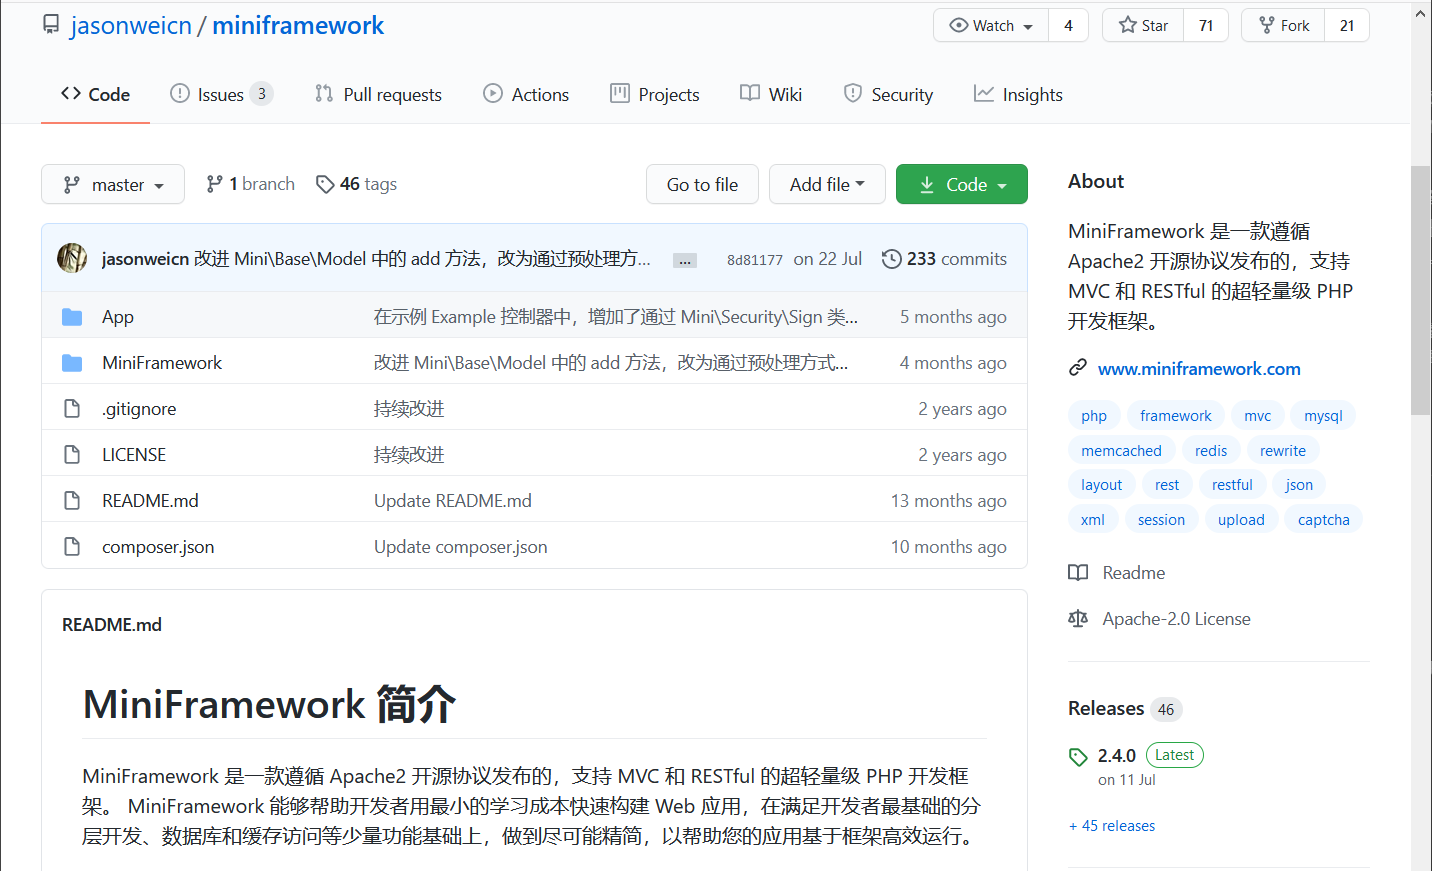 jasonweicn / miniframework
Watch 4 Star 71 Fork 21
Code Issues 3 Pull requests Actions Projects Wiki Security Insights
master 1 branch 46 tags Go to file Add file Code
jasonweicn 改进 Mini\Base\Model 中的 add 方法，改为通过预处理方... ... 8d81177 on 22 Jul 233 commits
App 在示例 Example 控制器中，增加了通过 Mini\Security\Sign 类... 5 months ago
MiniFramework 改进 Mini\Base\Model 中的 add 方法，改为通过预处理方式... 4 months ago
.gitignore 持续改进 2 years ago
LICENSE 持续改进 2 years ago
README.md Update README.md 13 months ago
composer.json Update composer.json 10 months ago
README.md
MiniFramework 简介
MiniFramework 是一款遵循 Apache2 开源协议发布的，支持 MVC 和 RESTful 的超轻量级 PHP 开发框
架。 MiniFramework 能够帮助开发者用最小的学习成本快速构建 Web 应用，在满足开发者最基础的分
层开发、数据库和缓存访问等少量功能基础上，做到尽可能精简，以帮助您的应用基于框架高效运行。
About
MiniFramework 是一款遵循
Apache2 开源协议发布的，支持
MVC 和 RESTful 的超轻量级 PHP
开发框架。
www.miniframework.com
php framework mvc mysql
memcached redis rewrite
layout rest restful json
xml session upload captcha
Readme
Apache-2.0 License
Releases 46
2.4.0 Latest
on 11 Jul
+ 45 releases